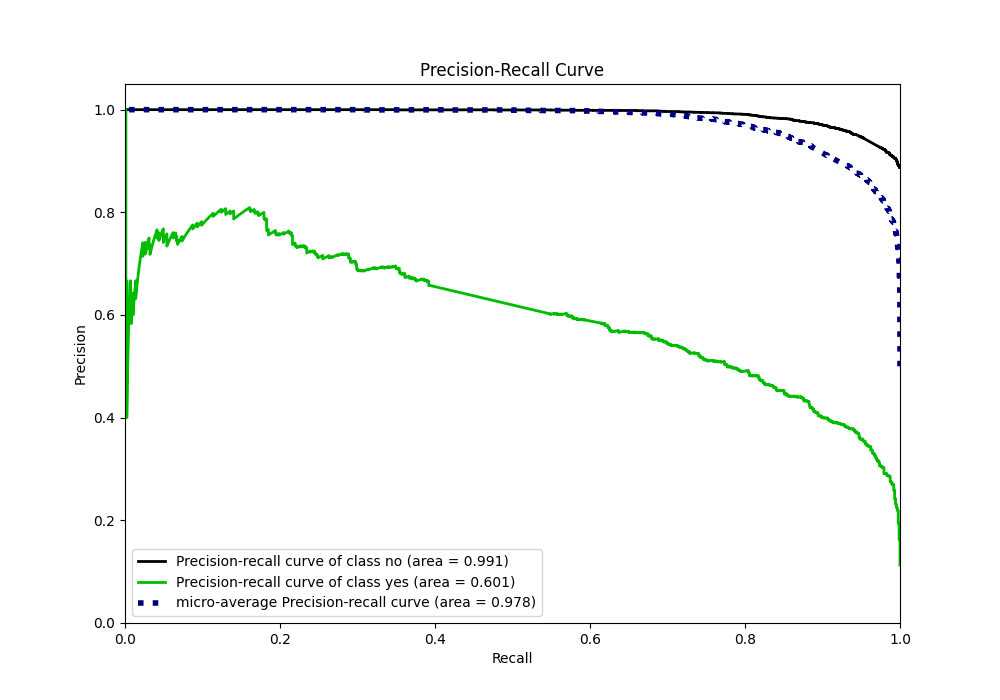 Precision-Recall Curve
1.0
0.8
0.6
0.4
0.2
0.0
Precision
Precision-recall curve of class no (area = 0.991)
Precision-recall curve of class yes (area = 0.601)
micro-average Precision-recall curve (area = 0.978)
0.0 0.2 0.4 0.6 0.8 1.0
Recall